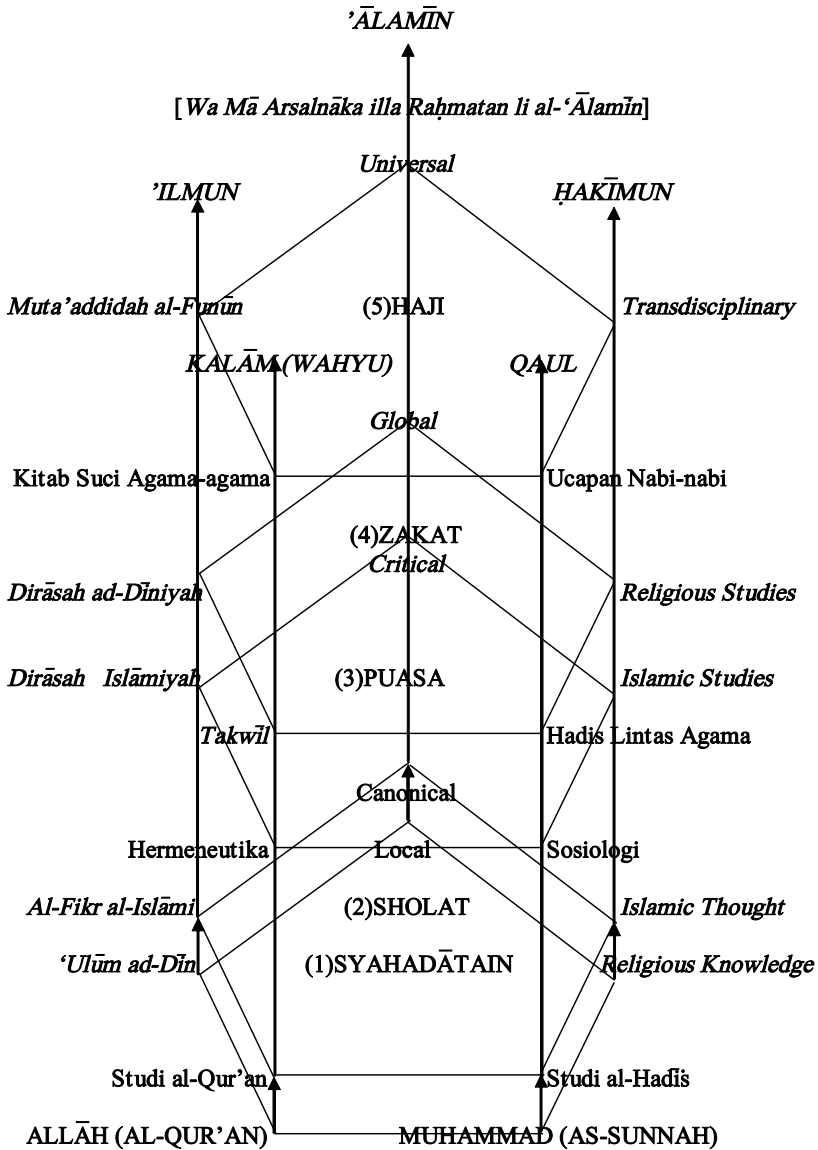 ’ĀLAMĪN
[Wa Mā Arsalnāka illa Raḥmatan li al-‘Ālamīn]
Universal
’ILMUN
ḤAKĪMUN
Muta’addidah al-Funūn
(5)HAJI
Transdisciplinary
KALĀM (WAHYU)
QAUL
Global
Kitab Suci Agama-agama
Ucapan Nabi-nabi
(4)ZAKAT
Critical
Dirāsah ad-Dīniyah
Religious Studies
Dirāsah Islāmiyah
(3)PUASA
Islamic Studies
Takwīl
Hadis Lintas Agama
Canonical
Hermeneutika
Local
Sosiologi
Al-Fikr al-Islāmi
(2)SHOLAT
Islamic Thought
‘Ulūm ad-Dīn
(1)SYAHADĀTAIN
Religious Knowledge
Studi al-Qur’an
Studi al-Hadīṡ
ALLĀH (AL-QUR’AN)
MUHAMMAD (AS-SUNNAH)